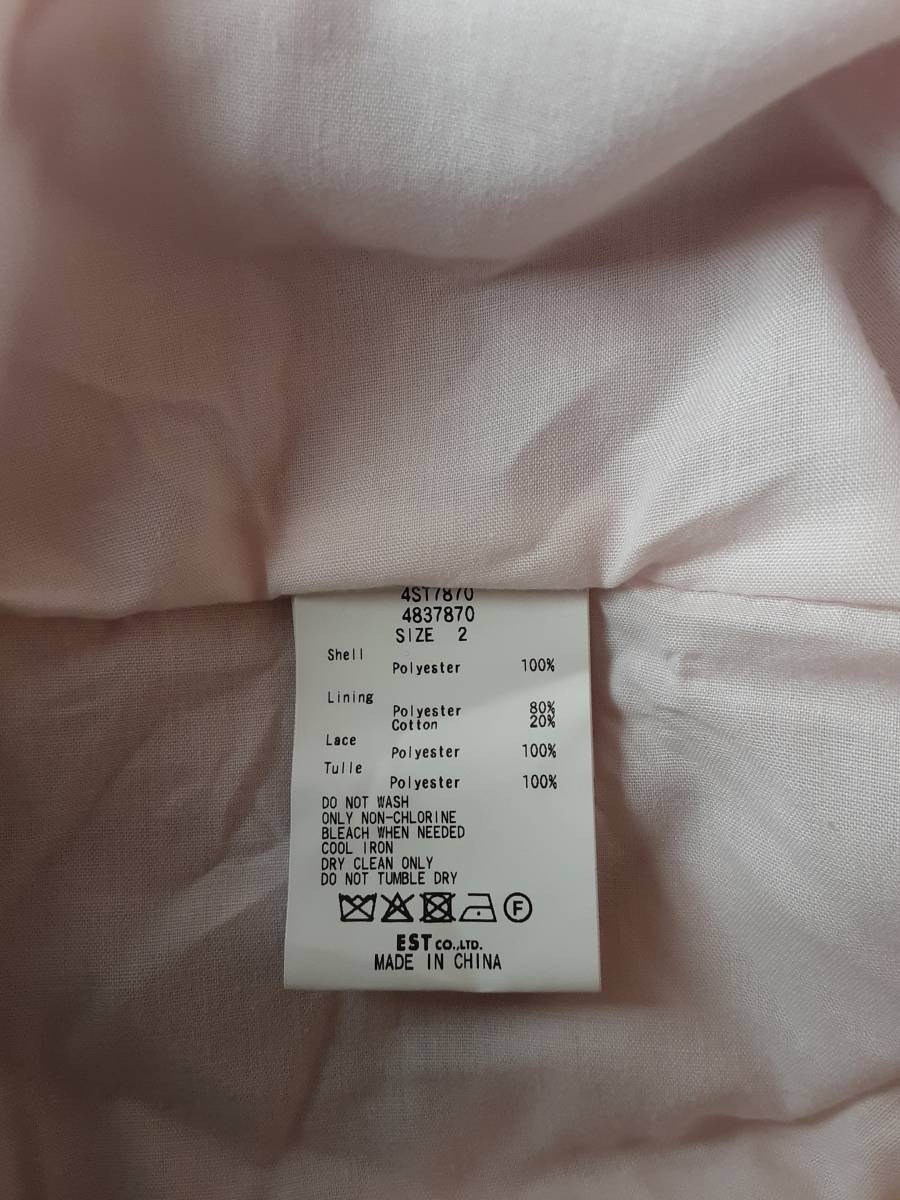 4ST7870
4837870
SIZE 2
Shell
Polyester 100%
Lining
Polyester 80%
Cotton 20%
Lace
Polyester 100%
Tulle
Polyester 100%
DO NOT WASH
ONLY NON-CHLORINE
BLEACH WHEN NEEDED
COOL IRON
DRY CLEAN ONLY
DO NOT TUMBLE DRY
F
EST CO.,LTD.
MADE IN CHINA